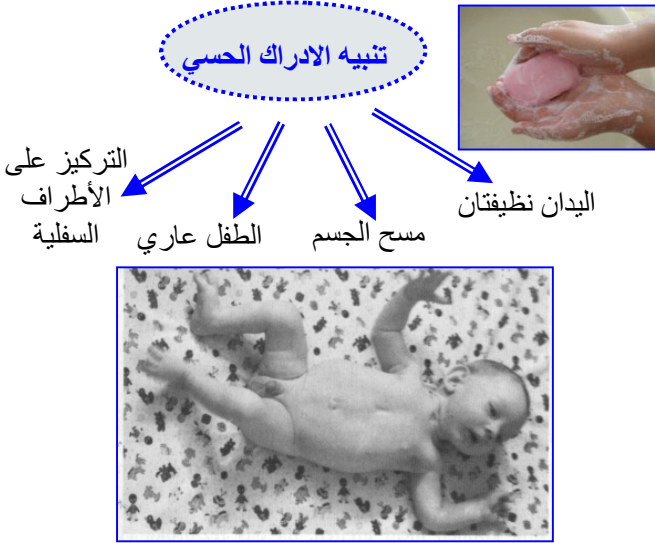 تنبيه الادراك الحسي
اليدان نظيفتان
مسح الجسم
الطفل عاري
التركيز على
الأطراف
السفلية